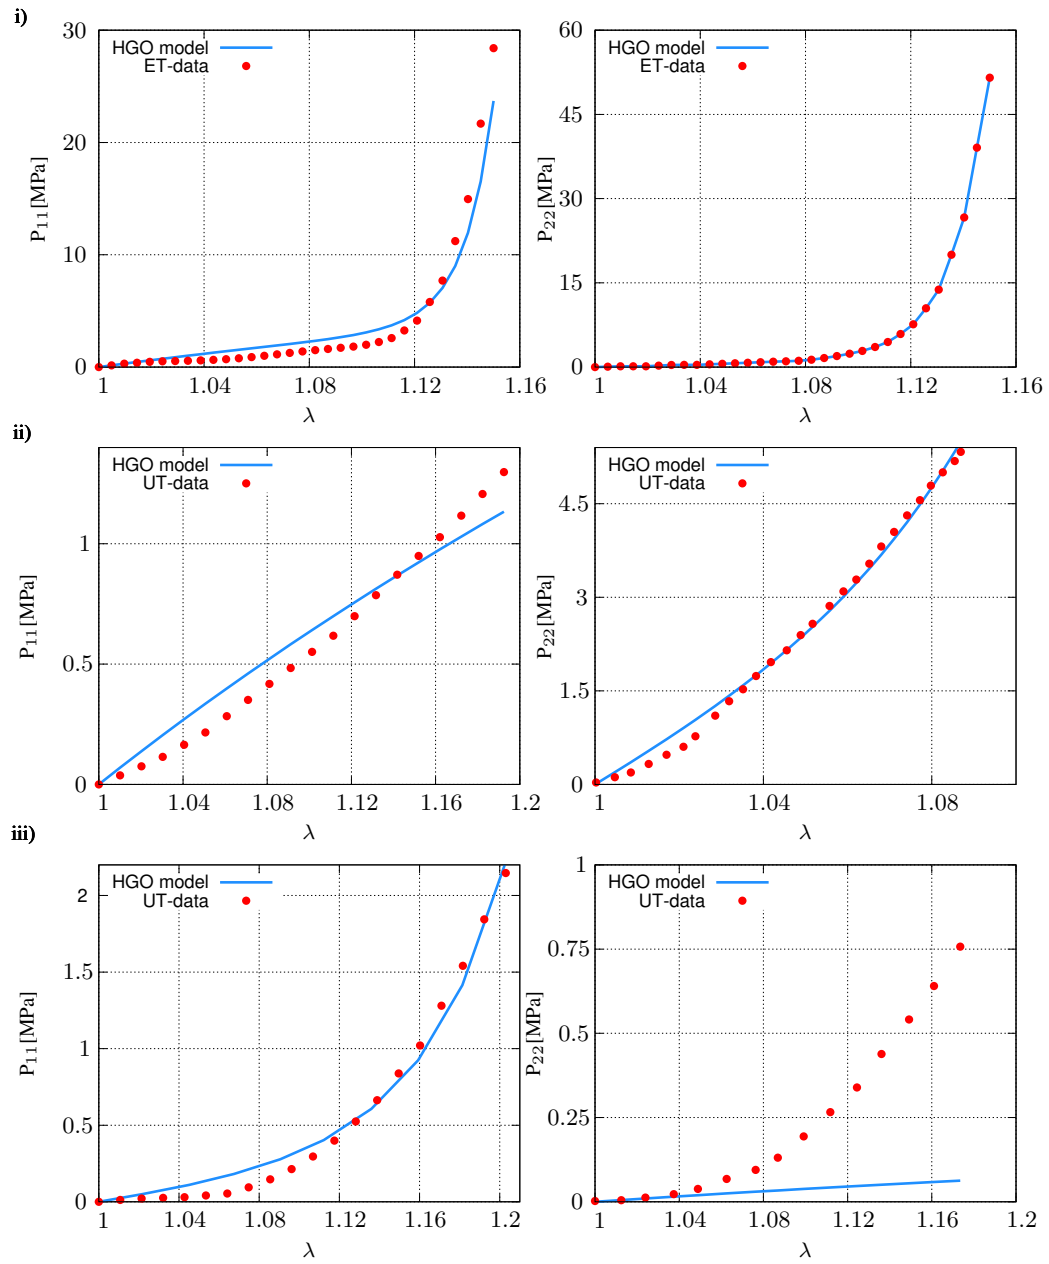 i)
HGO model
ET-data
P11[MPa]
30
20
10
0
1
1.04
1.08
1.12
1.16
λ
HGO model
ET-data
P22[MPa]
60
45
30
15
0
1
1.04
1.08
1.12
1.16
λ
ii)
HGO model
UT-data
P11[MPa]
1
0.5
0
1
1.04
1.08
1.12
1.16
1.2
λ
HGO model
UT-data
P22[MPa]
4.5
3
1.5
0
1
1.04
1.08
λ
iii)
HGO model
UT-data
P11[MPa]
2
1.5
1
0.5
0
1
1.04
1.08
1.12
1.16
1.2
λ
HGO model
UT-data
P22[MPa]
1
0.75
0.5
0.25
0
1
1.04
1.08
1.12
1.16
1.2
λ